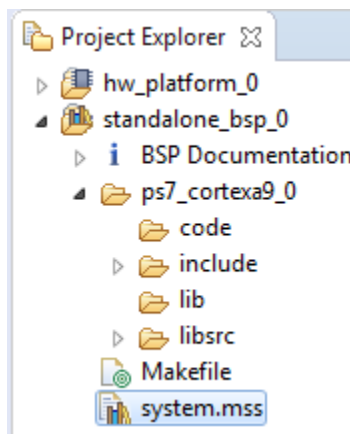 Project Explorer
hw_platform_0
standalone_bsp_0
BSP Documentation
ps7_cortexa9_0
code
include
lib
libsrc
Makefile
system.mss